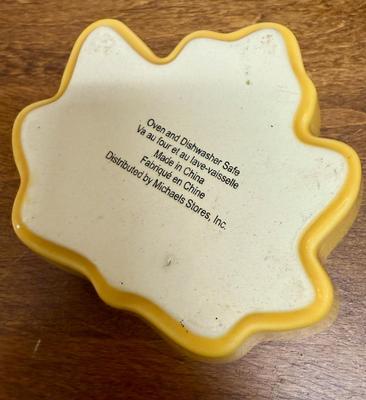 Oven and Dishwasher Safe
Va au four et au lave-vaisselle
Made in China
Fabriqué en Chine
Distributed by Michaels Stores, Inc.